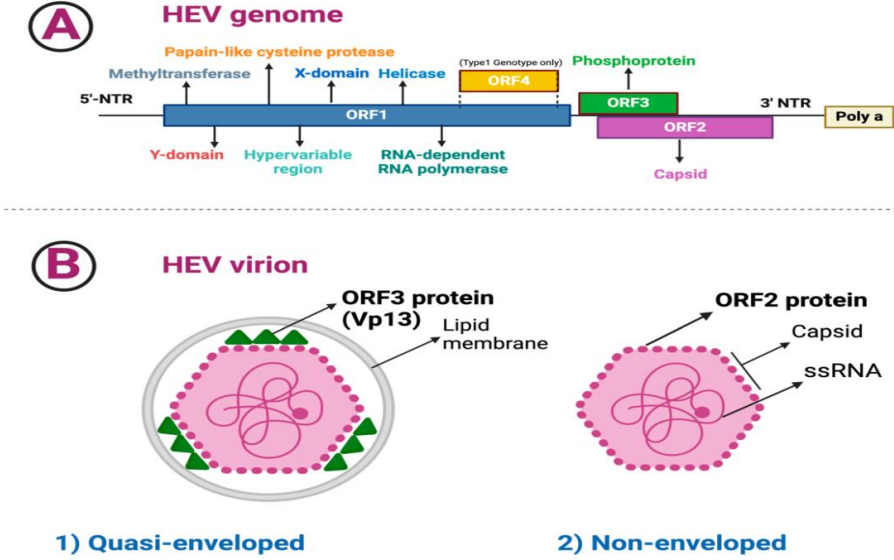 A
HEV genome
Papain-like cysteine protease
(Type1 Genotype only)
Phosphoprotein
Methyltransferase
X-domain
Helicase
ORF4
5'-NTR
ORF3
3' NTR
ORF1
Poly a
ORF2
Y-domain
Hypervariable
region
RNA-dependent
RNA polymerase
Capsid
B
HEV virion
ORF3 protein
(Vp13)
Lipid
membrane
ORF2 protein
Capsid
ssRNA
1) Quasi-enveloped
2) Non-enveloped